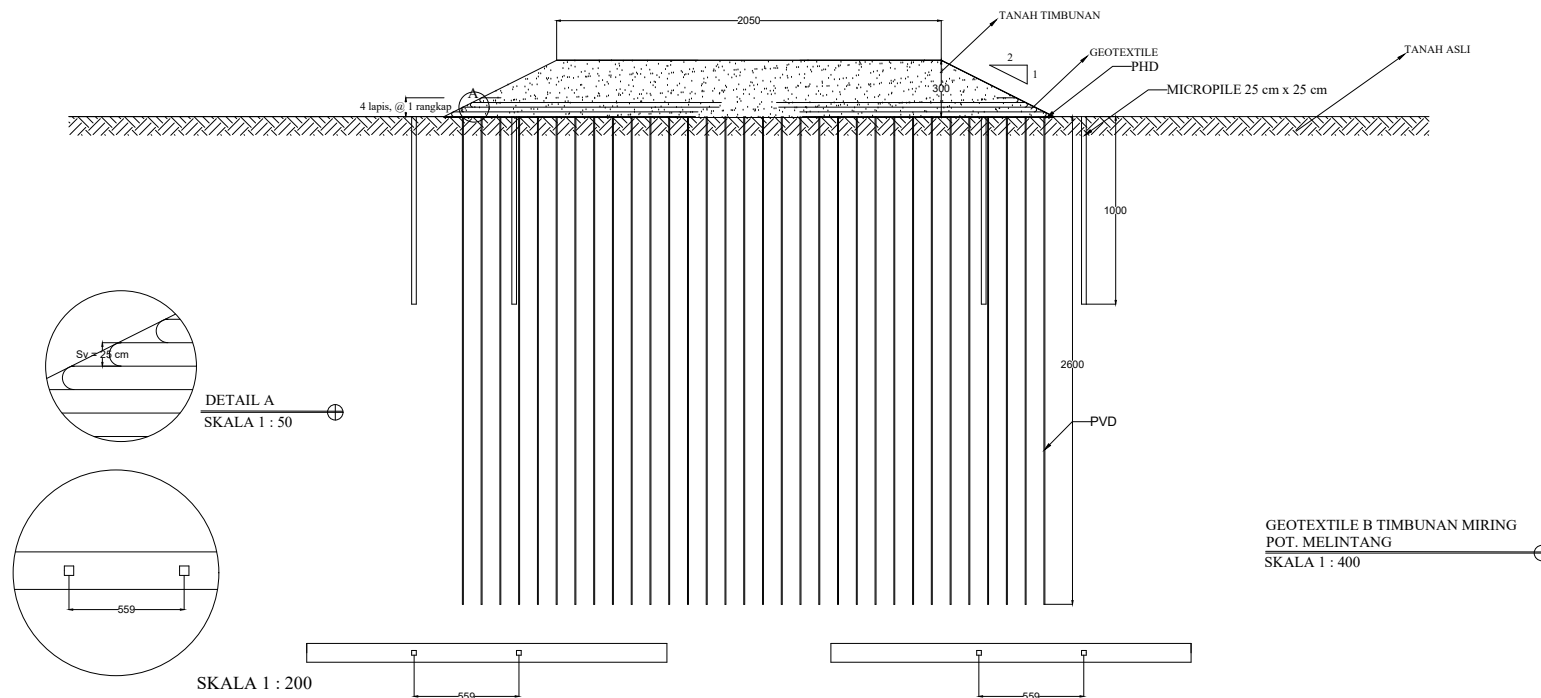 2050
TANAH TIMBUNAN
2
1
GEOTEXTILE
TANAH ASLI
PHD
A
300
MICROPILE 25 cm x 25 cm
4 lapis, @ 1 rangkap
1000
Sv = 25 cm
2600
DETAIL A
SKALA 1 : 50
PVD
GEOTEXTILE B TIMBUNAN MIRING
POT. MELINTANG
SKALA 1 : 400
559
SKALA 1 : 200
559
559